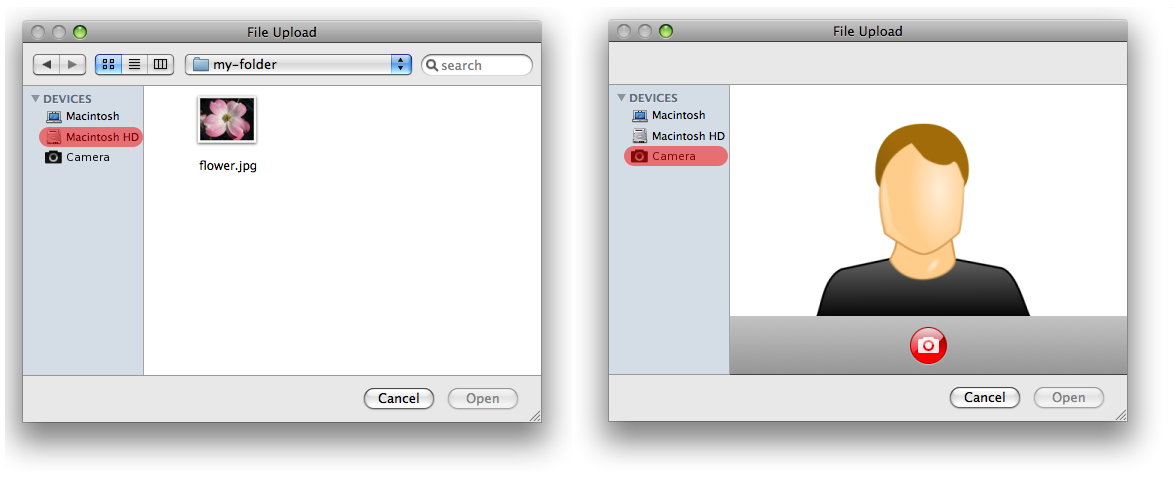 File Upload
my-folder
search
DEVICES
Macintosh
Macintosh HD
Camera
flower.jpg
Cancel
Open
File Upload
DEVICES
Macintosh
Macintosh HD
Camera
Cancel
Open